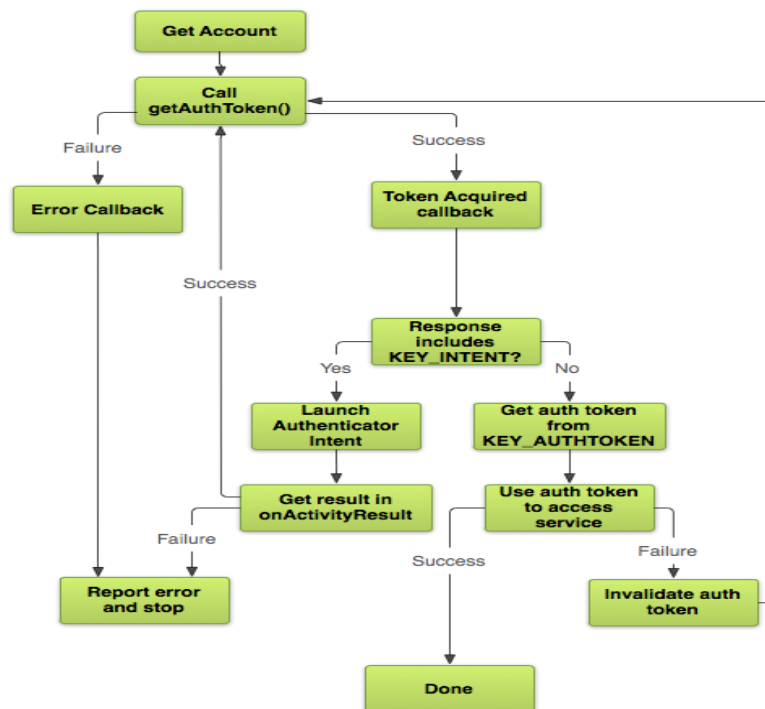 Get Account
Call
getAuthToken()
Failure
Success
Error Callback
Token Acquired
callback
Success
Response
includes
KEY_INTENT?
Yes
No
Launch
Authenticator
Intent
Get auth token
from
KEY_AUTHTOKEN
Get result in
onActivityResult
Use auth token
to access
service
Failure
Success
Failure
Report error
and stop
Invalidate auth
token
Done